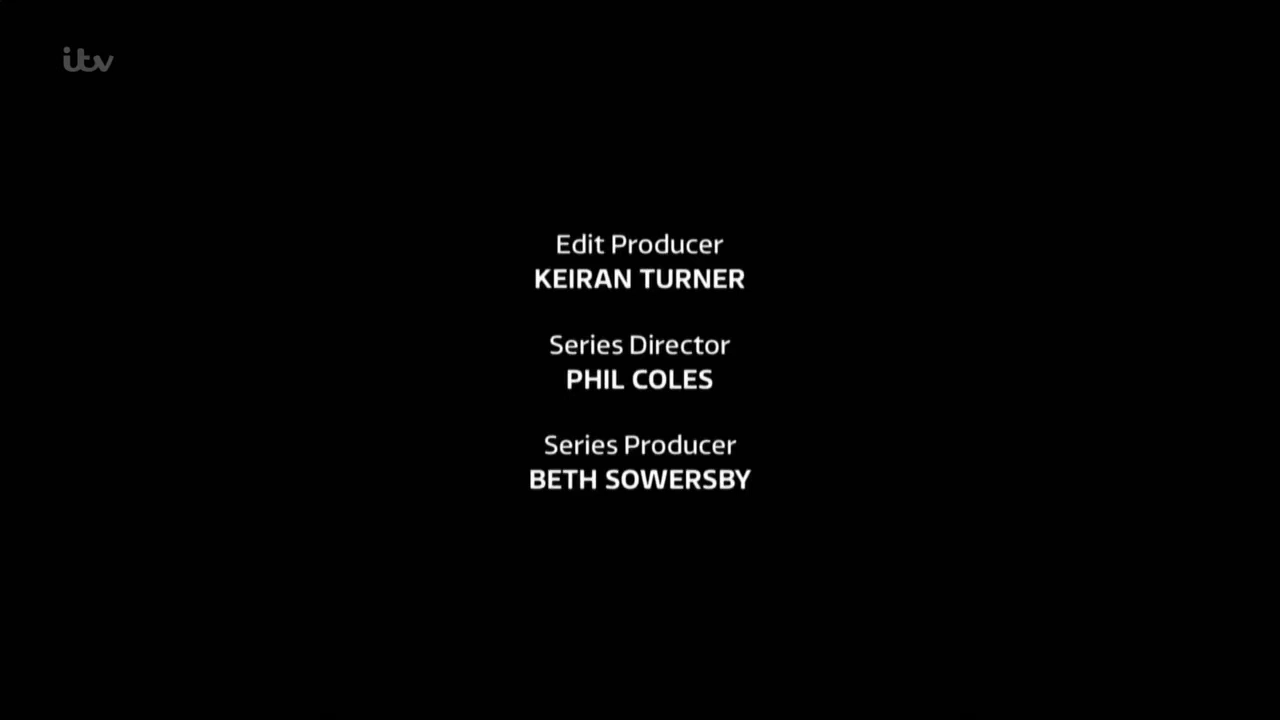 itv
Edit Producer
KEIRAN TURNER
Series Director
PHIL COLES
Series Producer
BETH SOWERSBY